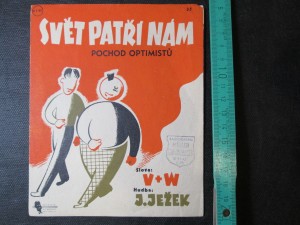 SVĚT PATŘÍ NÁM
POCHOD OPTIMISTŮ
Slova:
V+W
Hudba:
J. JEŽEK